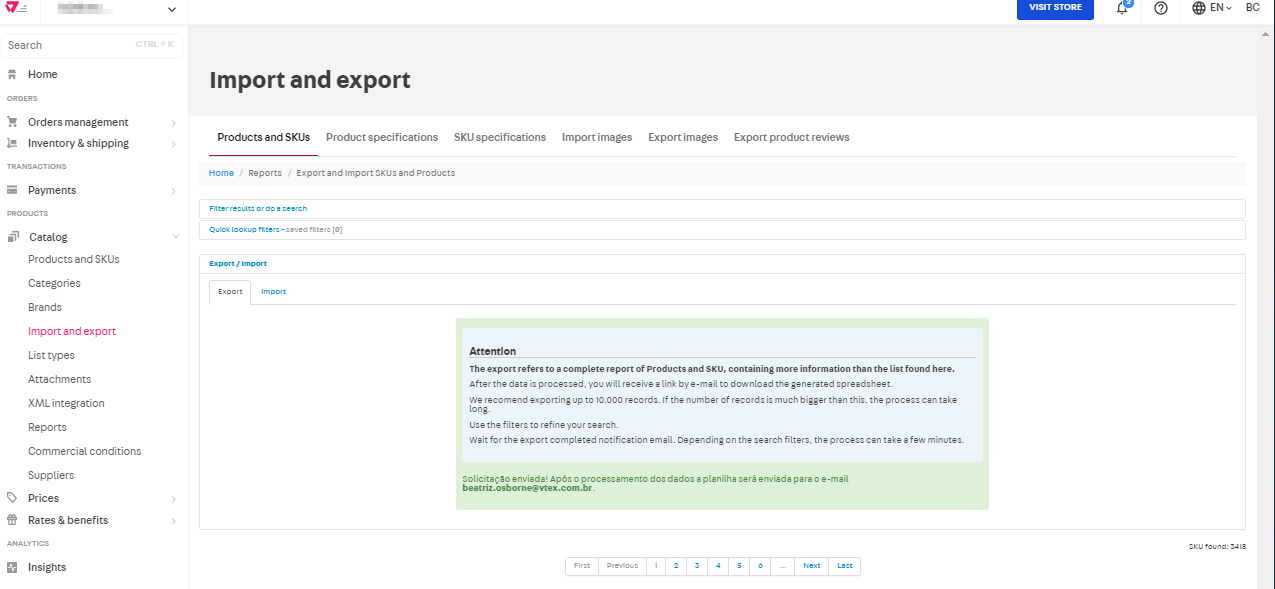 VISIT STORE
2
EN
BC
Search CTRL + K
Home
ORDERS
Orders management
Inventory & shipping
TRANSACTIONS
Payments
PRODUCTS
Catalog
Products and SKUs
Categories
Brands
Import and export
List types
Attachments
XML integration
Reports
Commercial conditions
Suppliers
Prices
Rates & benefits
ANALYTICS
Insights
Import and export
Products and SKUs Product specifications SKU specifications Import images Export images Export product reviews
Home / Reports / Export and Import SKUs and Products
Filter results or do a search
Quick lookup filters - saved filters [0]
Export / Import
Export Import
Attention
The export refers to a complete report of Products and SKU, containing more information than the list found here.
After the data is processed, you will receive a link by e-mail to download the generated spreadsheet.
We recomend exporting up to 10.000 records. If the number of records is much bigger than this, the process can take
long.
Use the filters to refine your search.
Wait for the export completed notification email. Depending on the search filters, the process can take a few minutes.
Solicitação enviada! Após o processamento dos dados a planilha será enviada para o e-mail
beatriz.osborne@vtex.com.br.
SKU found: 3418
First Previous 1 2 3 4 5 6 ... Next Last